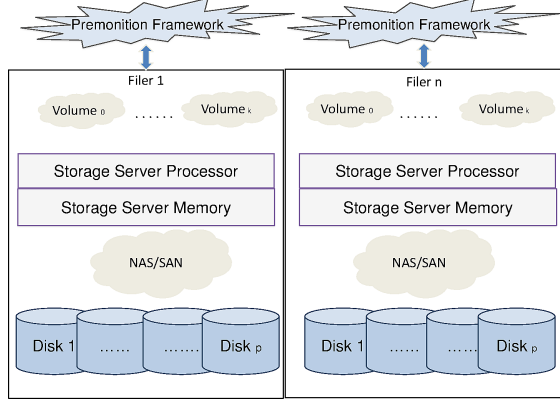 Premonition Framework
Premonition Framework
Filer 1
Filer n
Volume 0 ...... Volume k
Volume 0 ...... Volume k
Storage Server Processor
Storage Server Processor
Storage Server Memory
Storage Server Memory
NAS/SAN
NAS/SAN
Disk 1 ...... ....... Disk p
Disk 1 ...... ....... Disk p